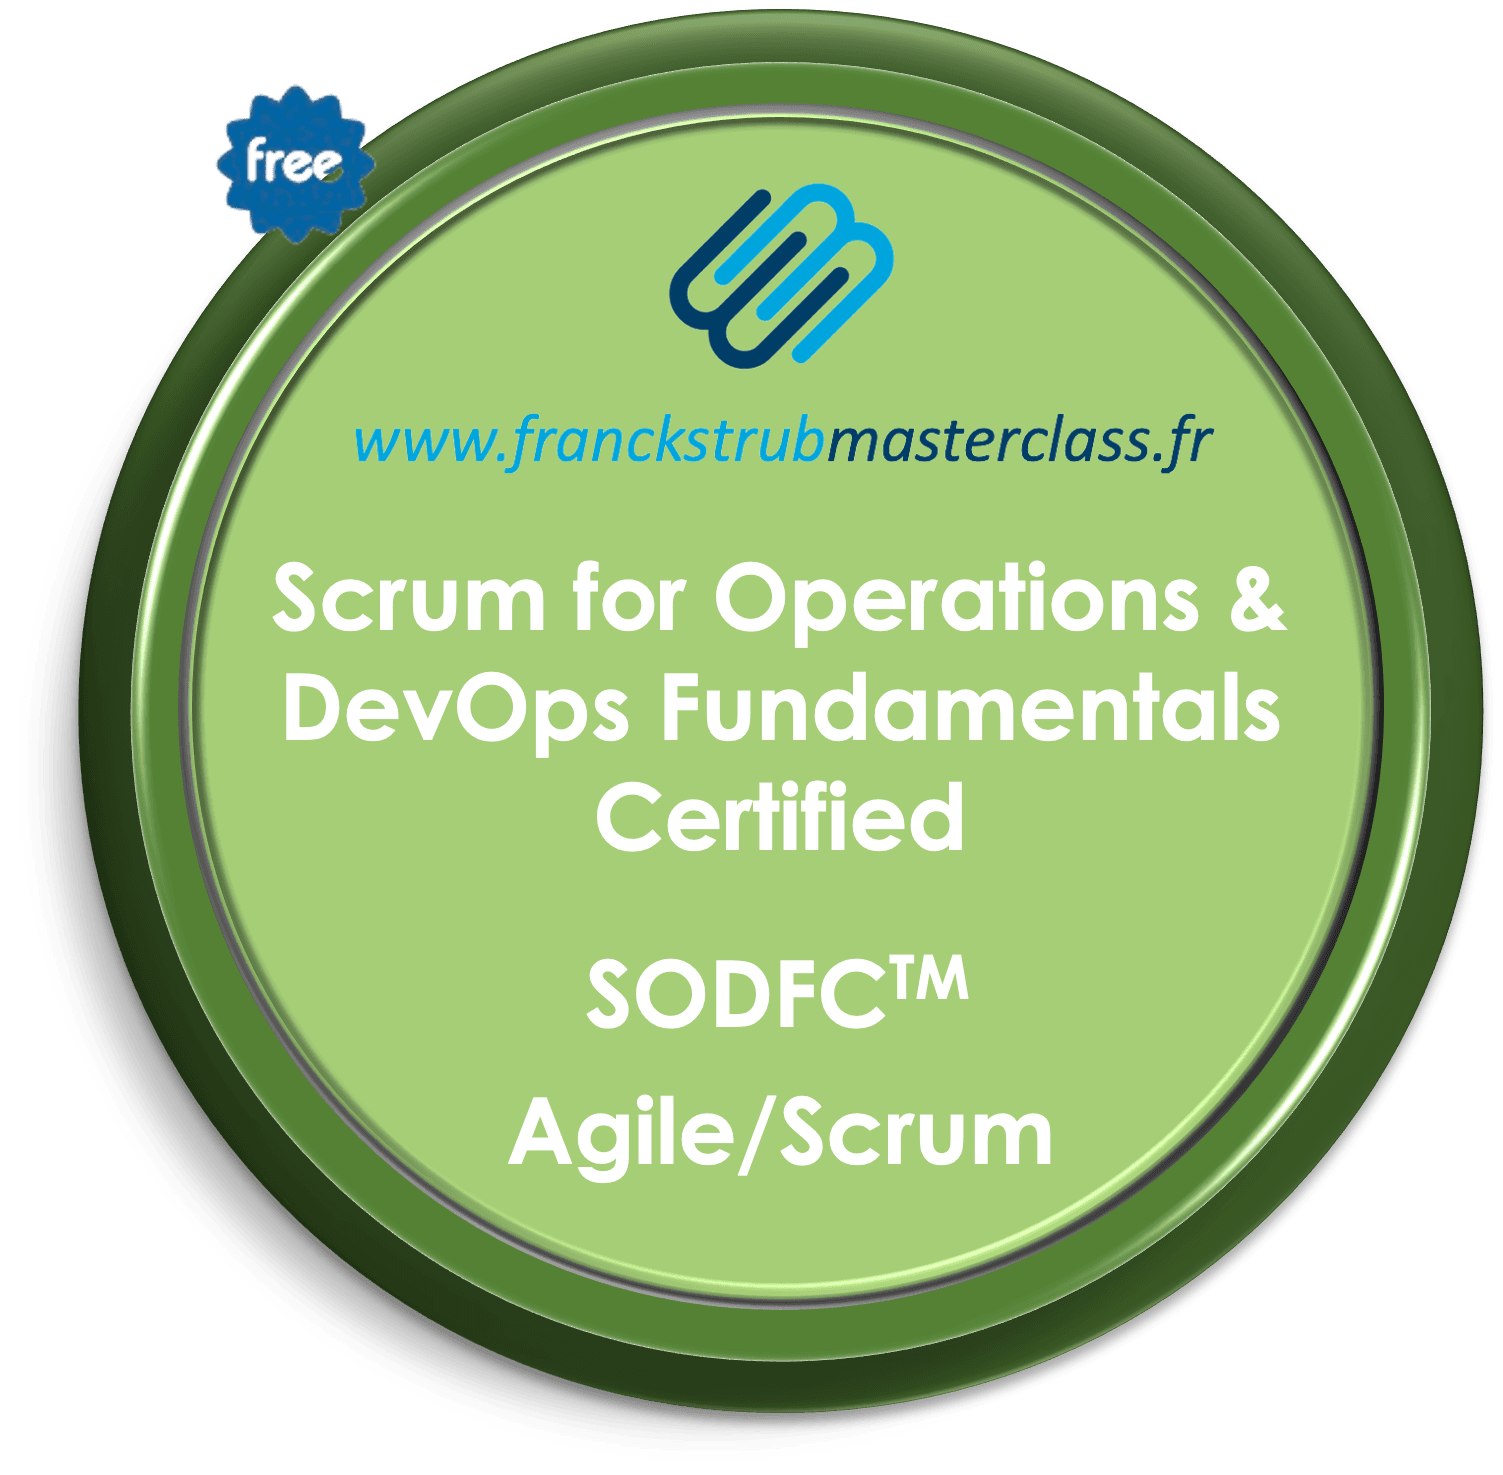 free
www.franckstrubmasterclass.fr
Scrum for Operations &
DevOps Fundamentals
Certified
SODFC™
Agile/Scrum